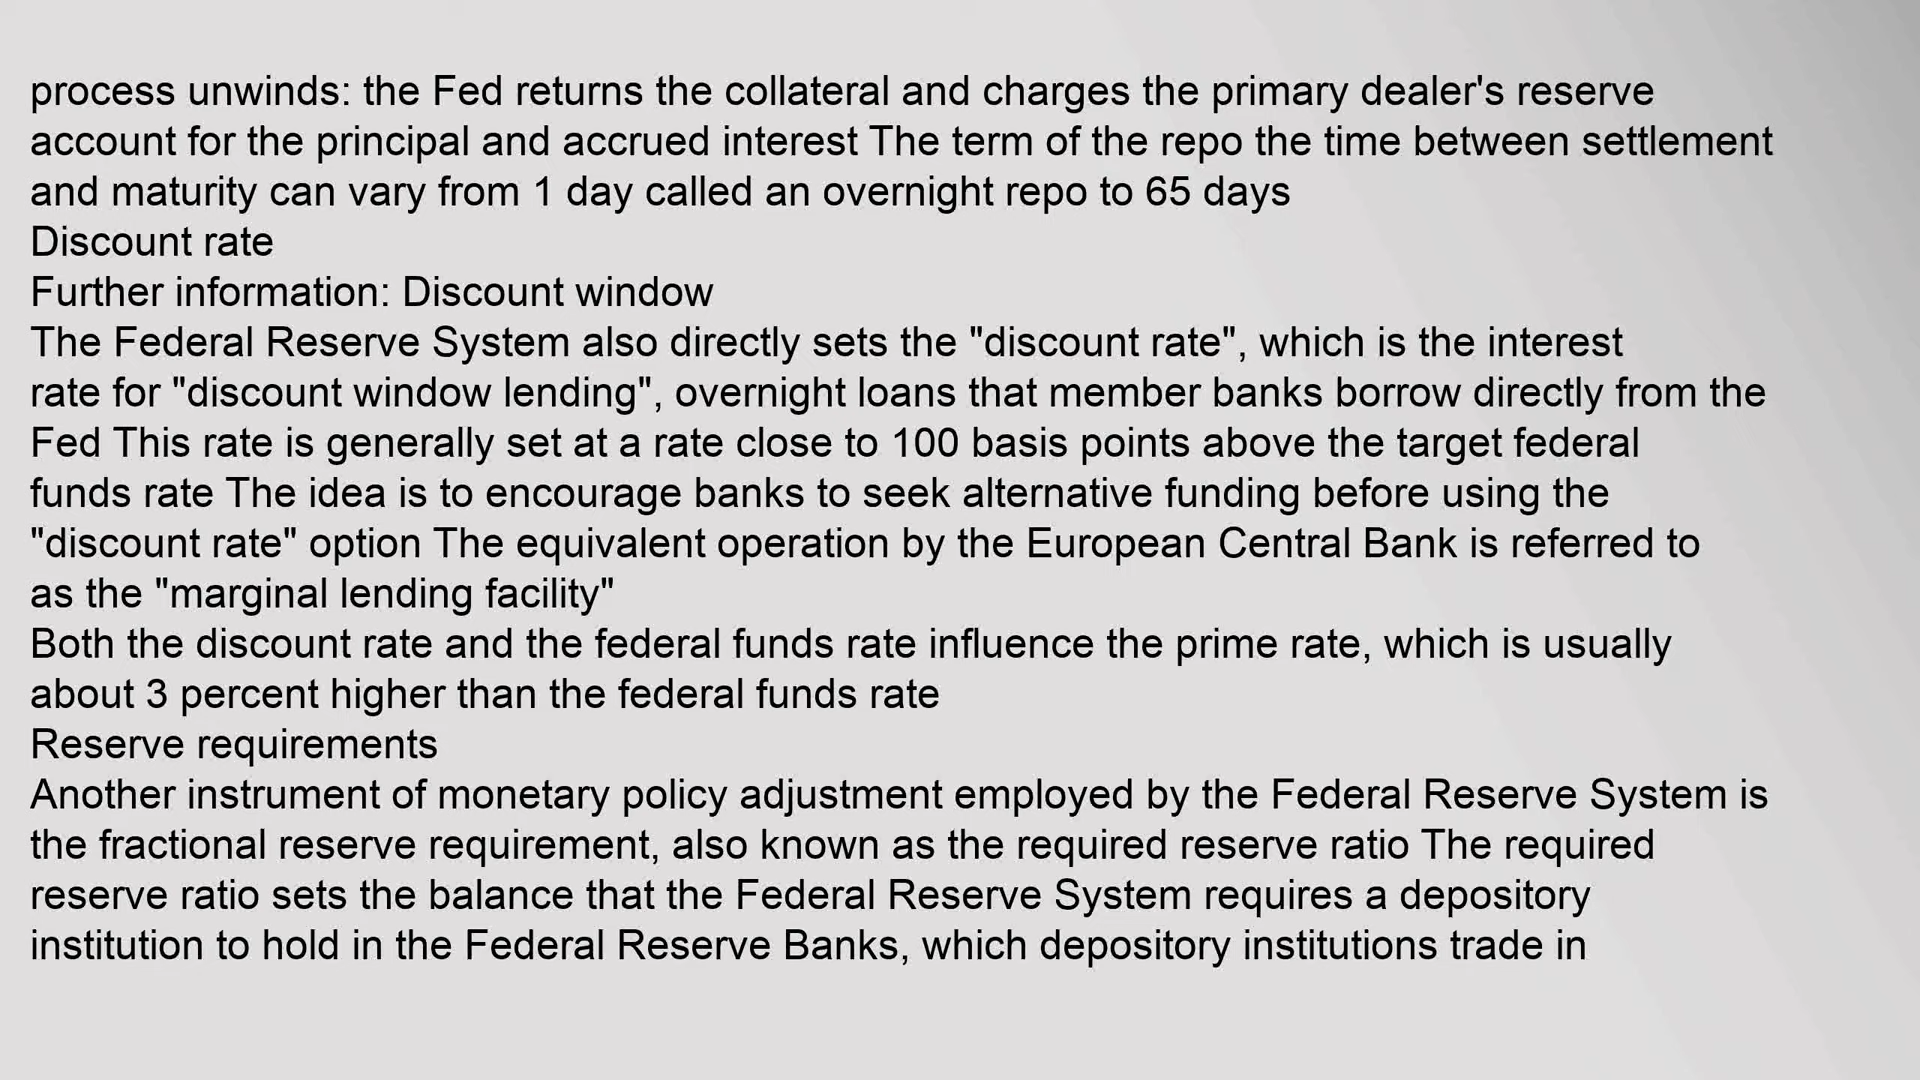 process unwinds: the Fed returns the collateral and charges the primary dealer's reserve
account for the principal and accrued interest The term of the repo the time between settlement
and maturity can vary from 1 day called an overnight repo to 65 days
Discount rate
Further information: Discount window
The Federal Reserve System also directly sets the "discount rate", which is the interest
rate for "discount window lending", overnight loans that member banks borrow directly from the
Fed This rate is generally set at a rate close to 100 basis points above the target federal
funds rate The idea is to encourage banks to seek alternative funding before using the
"discount rate" option The equivalent operation by the European Central Bank is referred to
as the "marginal lending facility"
Both the discount rate and the federal funds rate influence the prime rate, which is usually
about 3 percent higher than the federal funds rate
Reserve requirements
Another instrument of monetary policy adjustment employed by the Federal Reserve System is
the fractional reserve requirement, also known as the required reserve ratio The required
reserve ratio sets the balance that the Federal Reserve System requires a depository
institution to hold in the Federal Reserve Banks, which depository institutions trade in